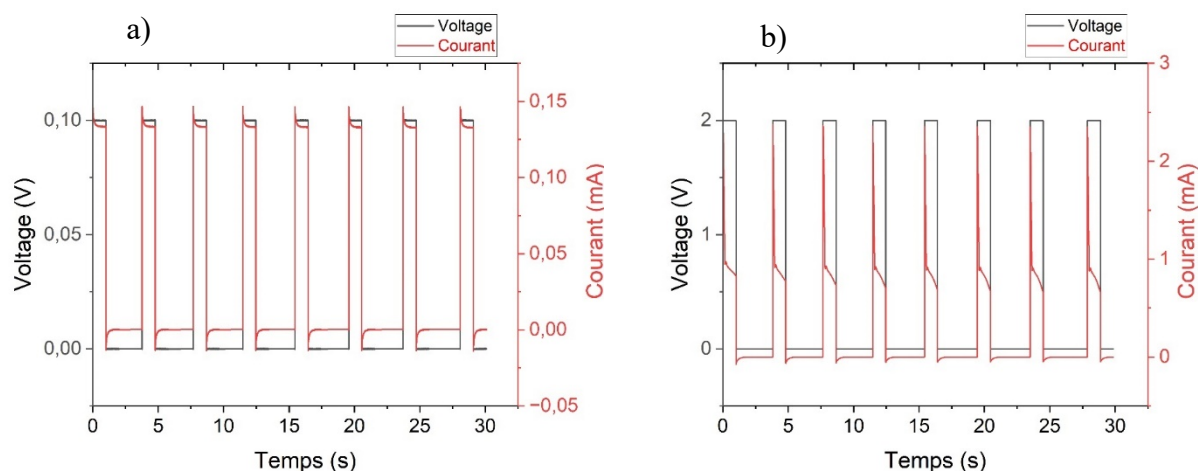 a)
Voltage
Courant
0,10
0,05
0,00
Voltage (V)
0,15
0,10
0,05
0,00
−0,05
Courant (mA)
0 5 10 15 20 25 30
Temps (s)
b)
Voltage
Courant
2
1
0
Voltage (V)
3
2
1
0
Courant (mA)
0 5 10 15 20 25 30
Temps (s)